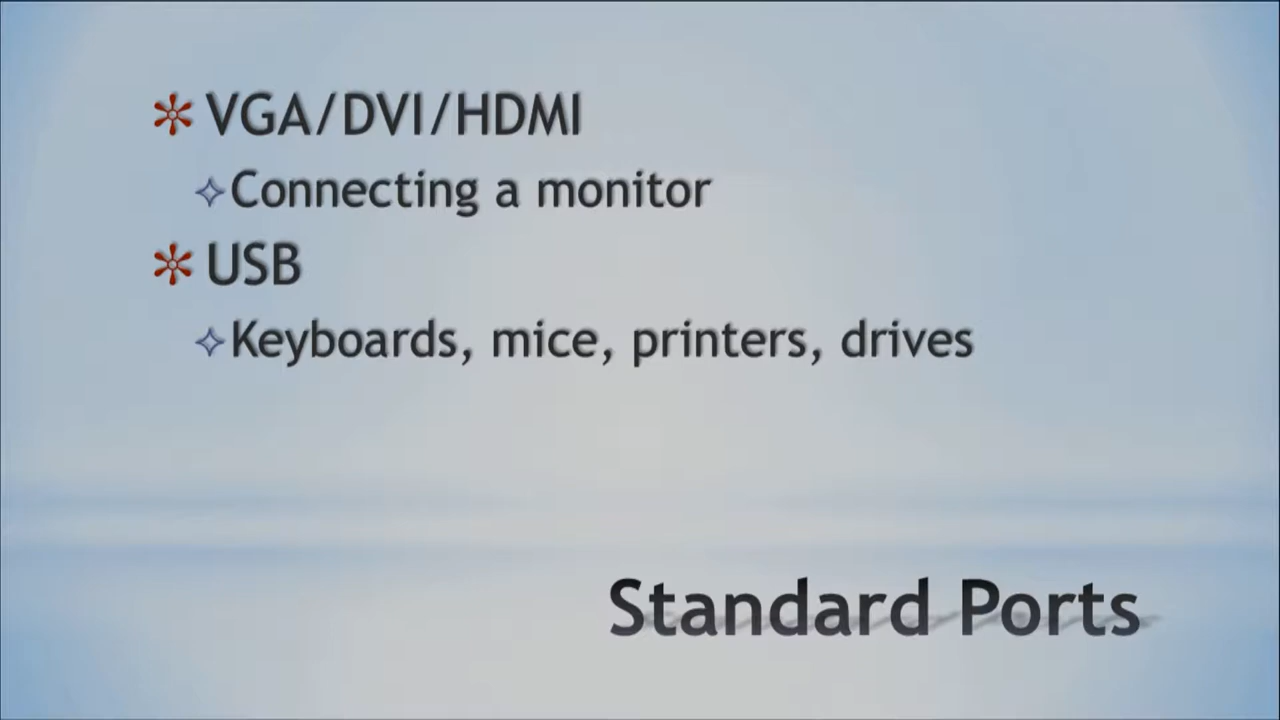 VGA/DVI/HDMI
Connecting a monitor
USB
Keyboards, mice, printers, drives
Standard Ports